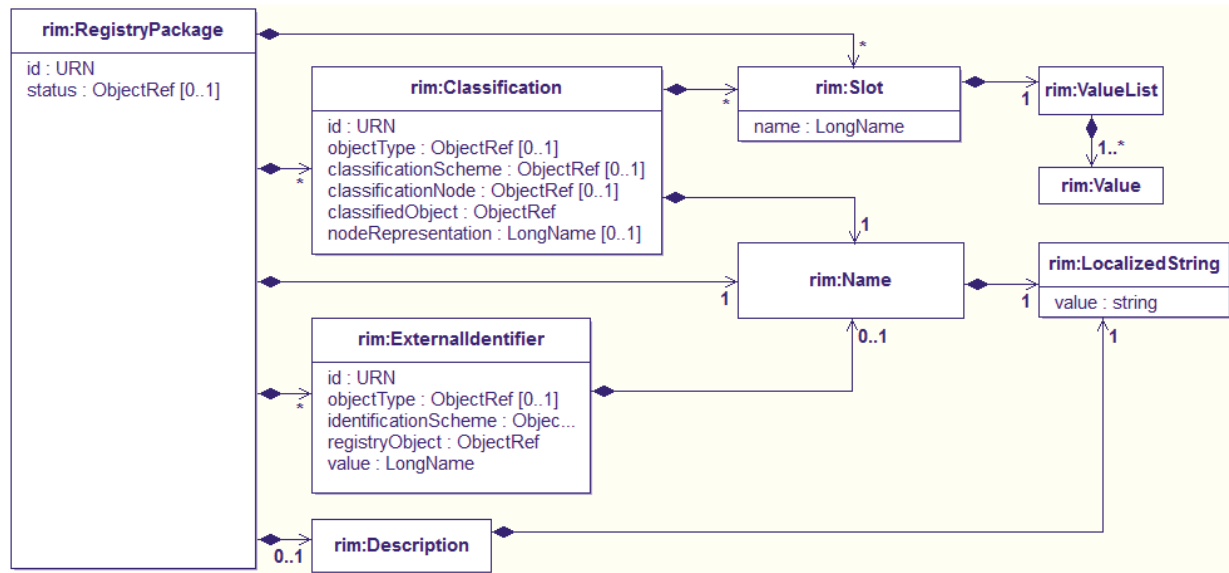 rim:RegistryPackage
id : URN
status : ObjectRef [0..1]
*
rim:Classification
id : URN
objectType : ObjectRef [0..1]
classificationScheme : ObjectRef [0..1]
classificationNode : ObjectRef [0..1]
classifiedObject : ObjectRef
nodeRepresentation : LongName [0..1]
*
*
rim:Slot
name : LongName
1
rim:ValueList
1..*
rim:Value
1
1
rim:Name
1
rim:LocalizedString
value : string
1
0..1
rim:ExternalIdentifier
id : URN
objectType : ObjectRef [0..1]
identificationScheme : Objec...
registryObject : ObjectRef
value : LongName
*
rim:Description
0..1